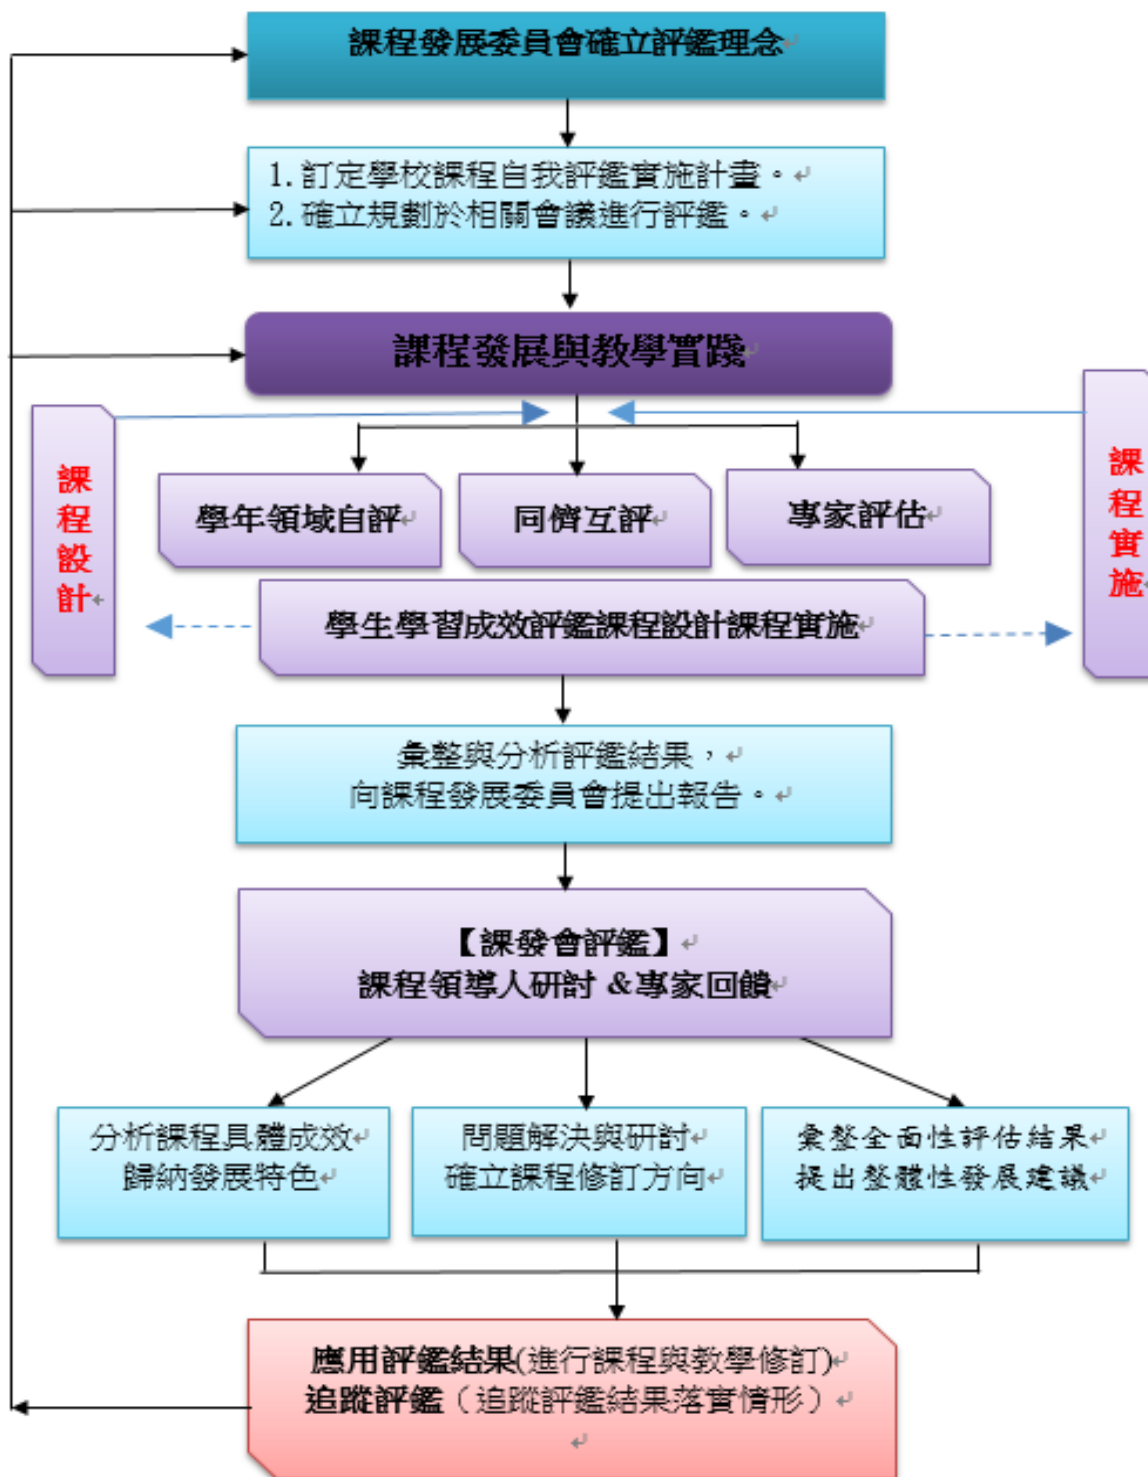 課程發展委員會確立評鑑理念
1.訂定學校課程自我評鑑實施計畫。
2.確立規劃於相關會議進行評鑑。
課程發展與教學實踐
課程設計
課程實施
學年領域自評
同儕互評
專家評估
學生學習成效評鑑課程設計課程實施
彙整與分析評鑑結果，
向課程發展委員會提出報告。
【課發會評鑑】
課程領導人研討 &專家回饋
分析課程具體成效
歸納發展特色
問題解決與研討
確立課程修訂方向
彙整全面性評估結果
提出整體性發展建議
應用評鑑結果(進行課程與教學修訂)
追蹤評鑑（追蹤評鑑結果落實情形）